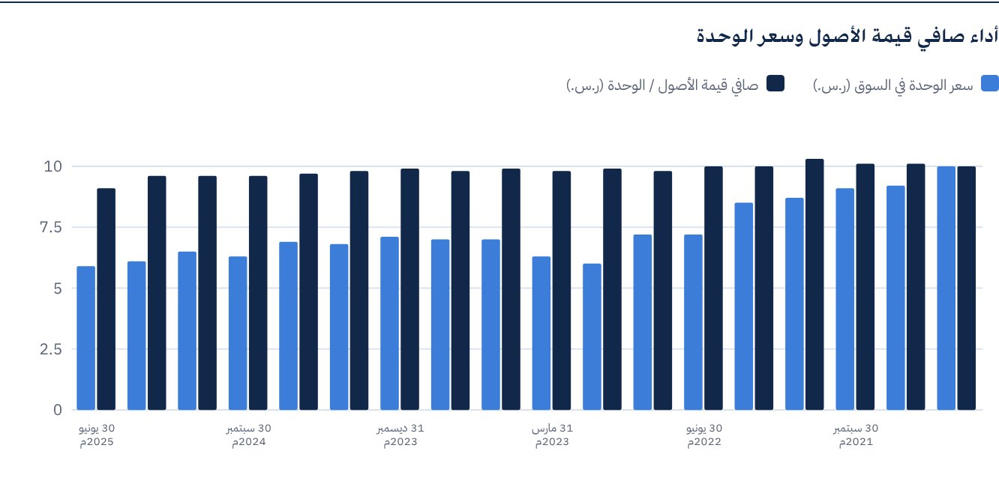 أداء صافي قيمة الأصول وسعر الوحدة
سعر الوحدة في السوق (ر.س.)
صافي قيمة الأصول / الوحدة (ر.س.)
10
7.5
5
2.5
0
30 سبتمبر
2021م
30 يونيو
2022م
31 مارس
2023م
31 ديسمبر
2023م
30 سبتمبر
2024م
30 يونيو
2025م